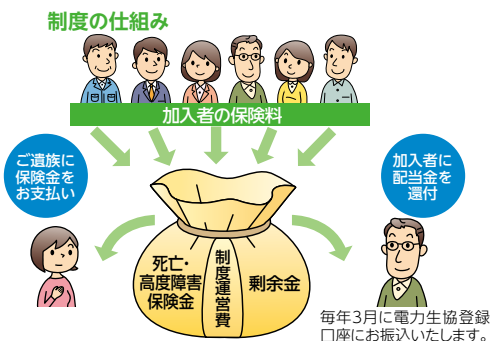 制度の仕組み
加入者の保険料
ご遺族に
保険金を
お支払い
加入者に
配当金を
還付
死亡・
高度障害
保険金
制度運営費
剰余金
毎年3月に電力生協登録
口座にお振込いたします。